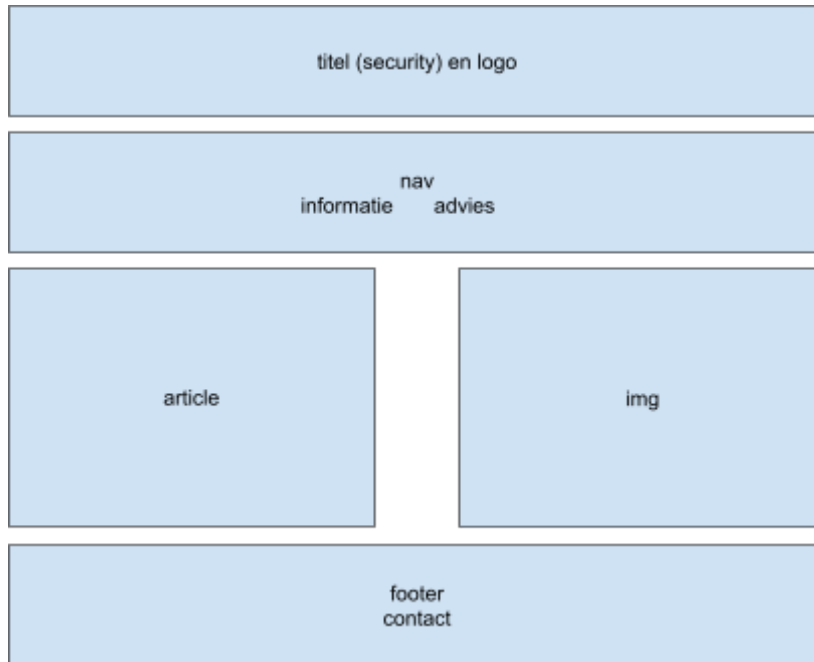 titel (security) en logo
nav
informatie advies
article
img
footer
contact